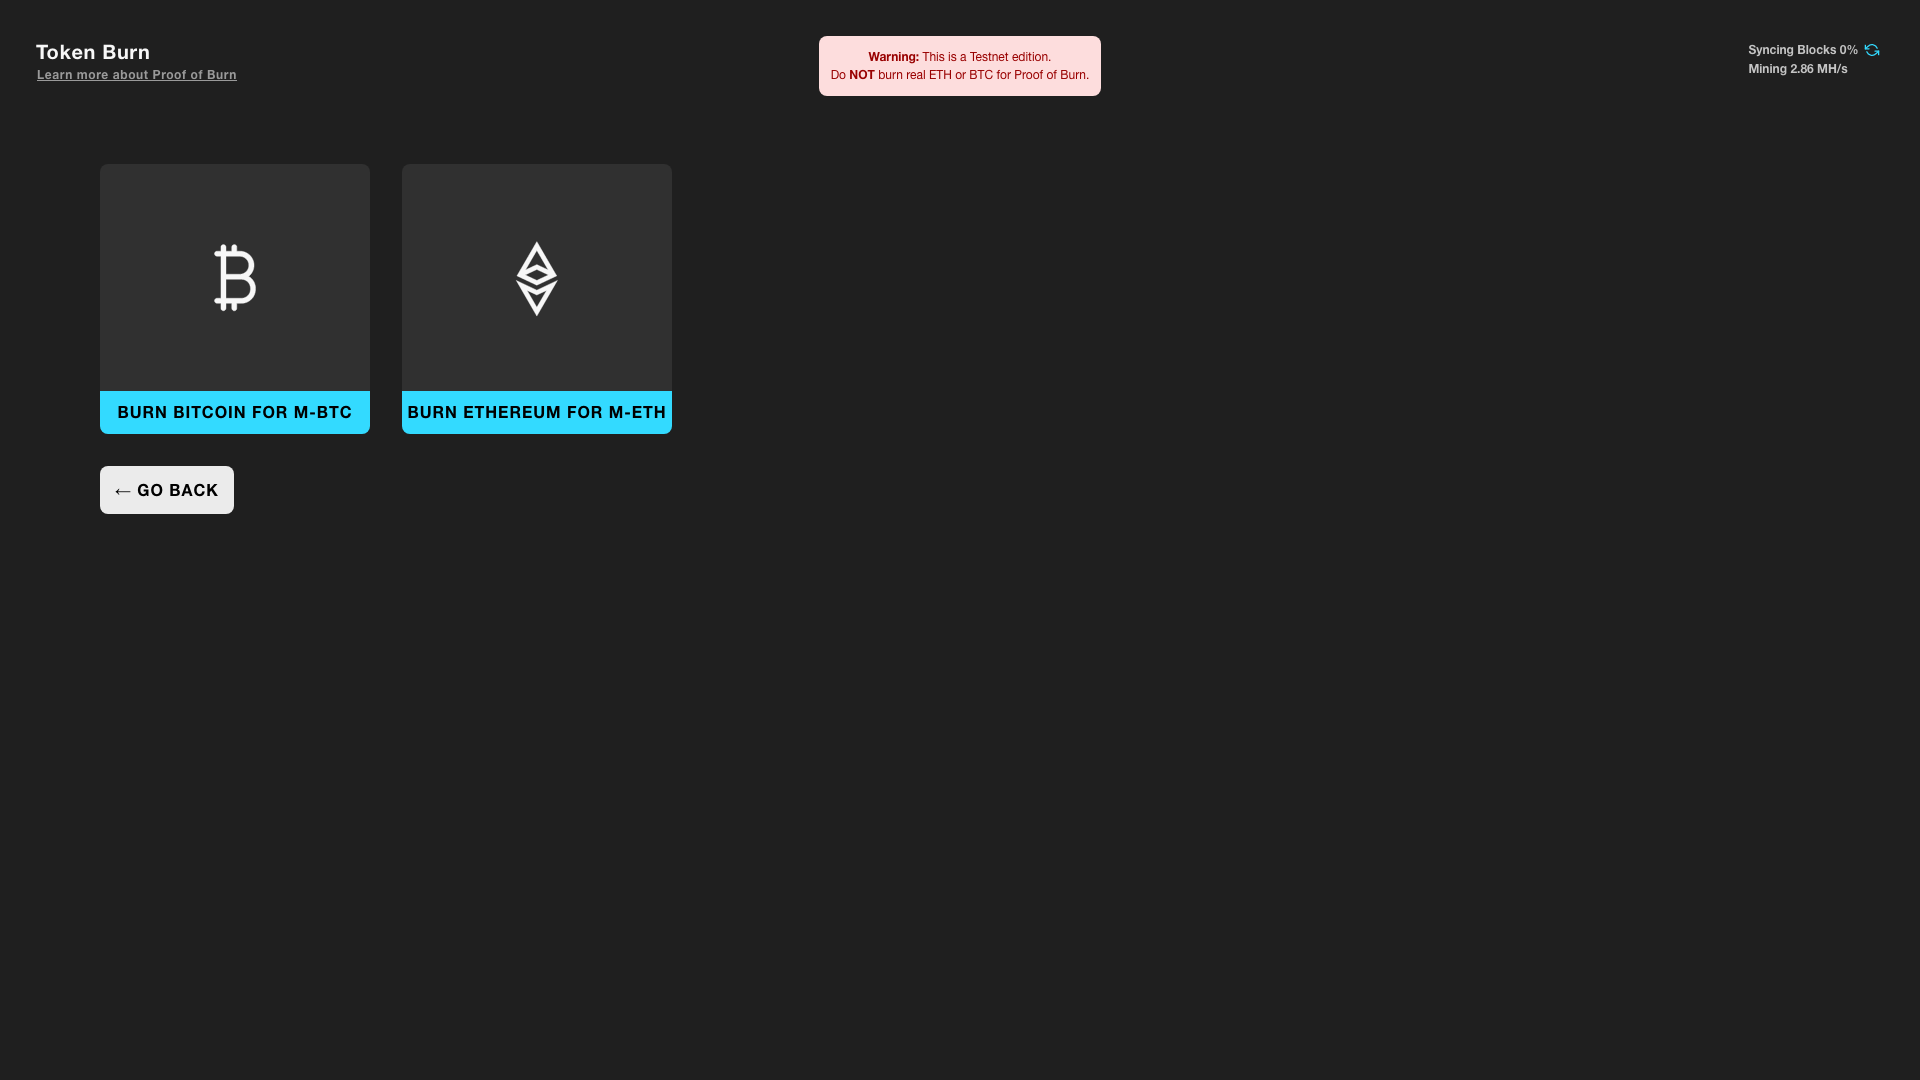 Token Burn
Learn more about Proof of Burn
Warning: This is a Testnet edition.
Do NOT burn real ETH or BTC for Proof of Burn.
Syncing Blocks 0%
Mining 2.86 MH/s
BURN BITCOIN FOR M-BTC
BURN ETHEREUM FOR M-ETH
← GO BACK